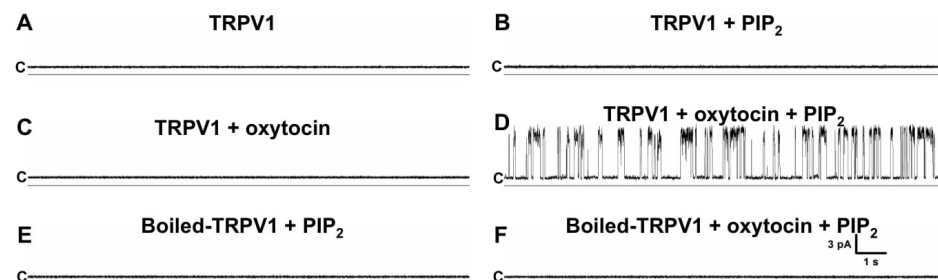 A TRPV1
C
B TRPV1 + PIP₂
C
C TRPV1 + oxytocin
C
D TRPV1 + oxytocin + PIP₂
C
E Boiled-TRPV1 + PIP₂
C
F Boiled-TRPV1 + oxytocin + PIP₂
3 pA
1 s
C